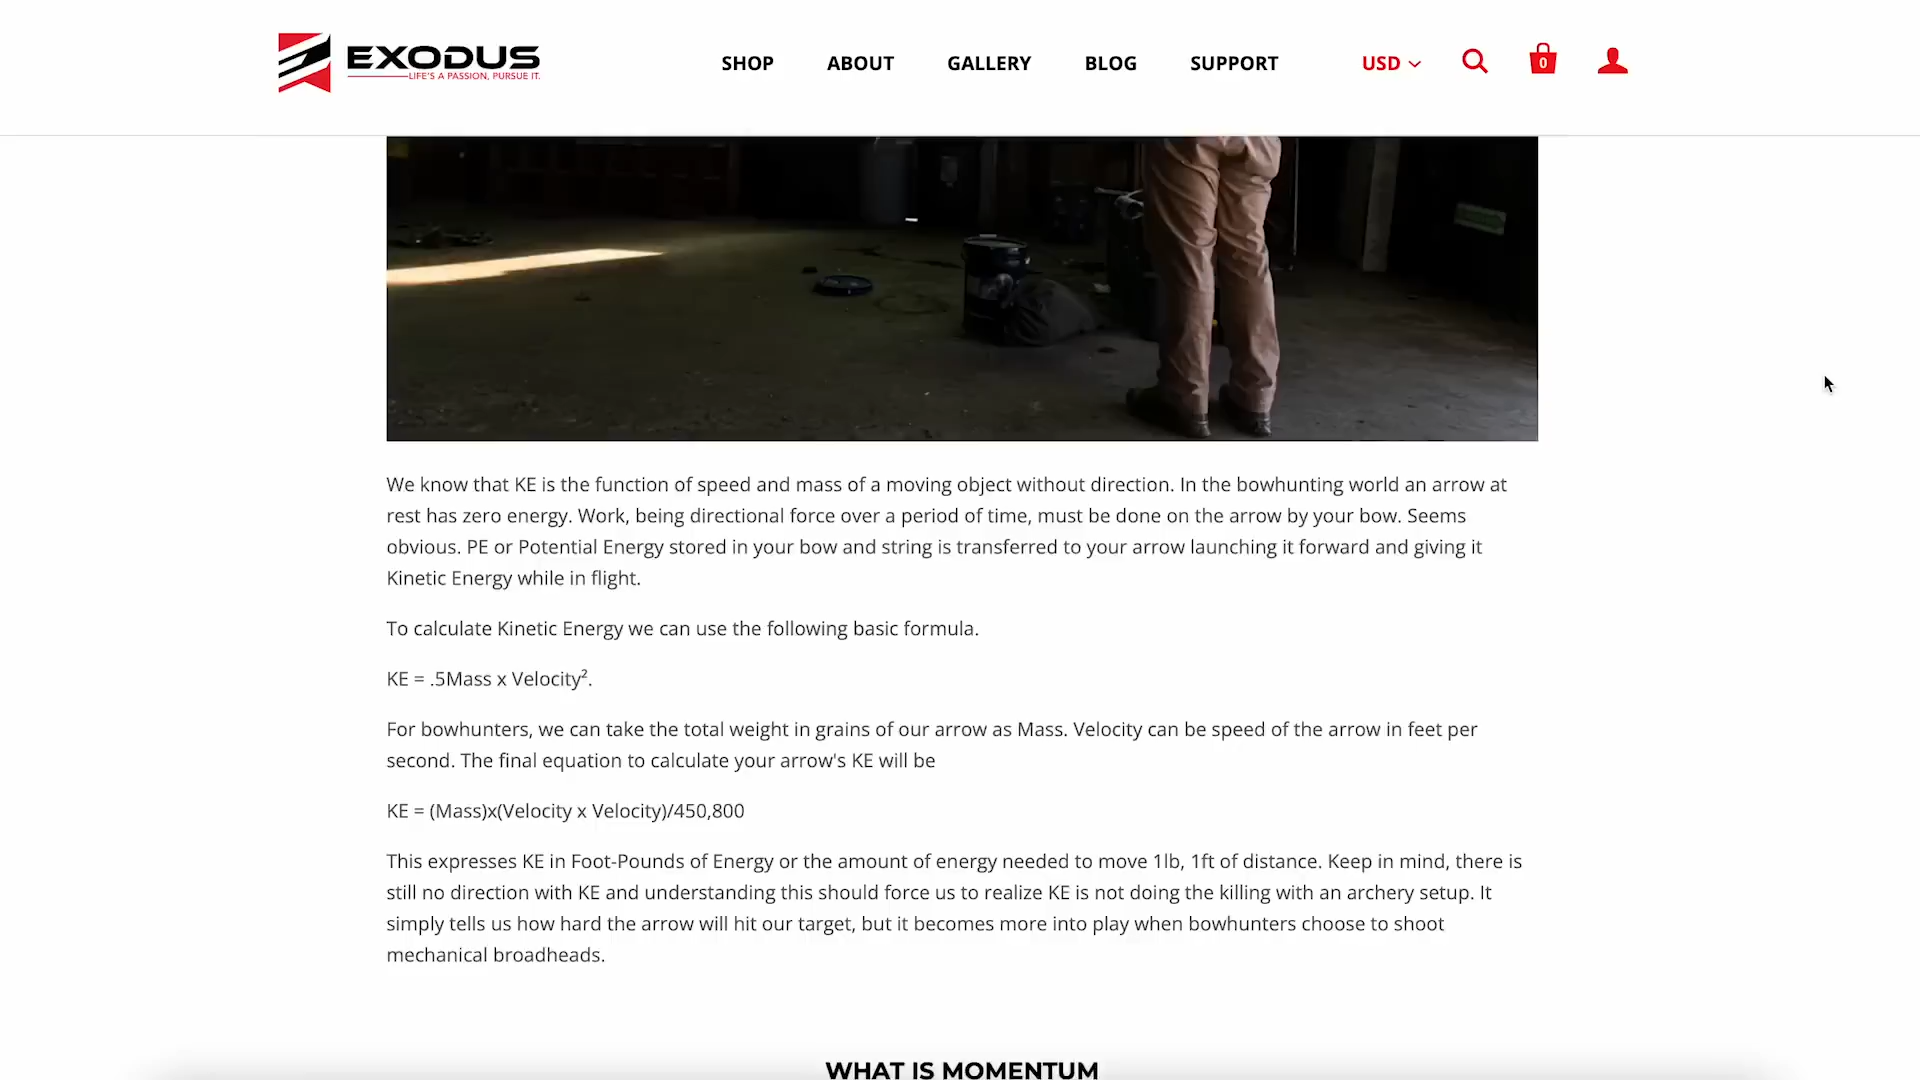 EXODUS
LIFE'S A PASSION, PURSUE IT.
SHOP ABOUT GALLERY BLOG SUPPORT USD 0
We know that KE is the function of speed and mass of a moving object without direction. In the bowhunting world an arrow at
rest has zero energy. Work, being directional force over a period of time, must be done on the arrow by your bow. Seems
obvious. PE or Potential Energy stored in your bow and string is transferred to your arrow launching it forward and giving it
Kinetic Energy while in flight.
To calculate Kinetic Energy we can use the following basic formula.
KE = .5Mass x Velocity².
For bowhunters, we can take the total weight in grains of our arrow as Mass. Velocity can be speed of the arrow in feet per
second. The final equation to calculate your arrow's KE will be
KE = (Mass)x(Velocity x Velocity)/450,800
This expresses KE in Foot-Pounds of Energy or the amount of energy needed to move 1lb, 1ft of distance. Keep in mind, there is
still no direction with KE and understanding this should force us to realize KE is not doing the killing with an archery setup. It
simply tells us how hard the arrow will hit our target, but it becomes more into play when bowhunters choose to shoot
mechanical broadheads.
WHAT IS MOMENTUM